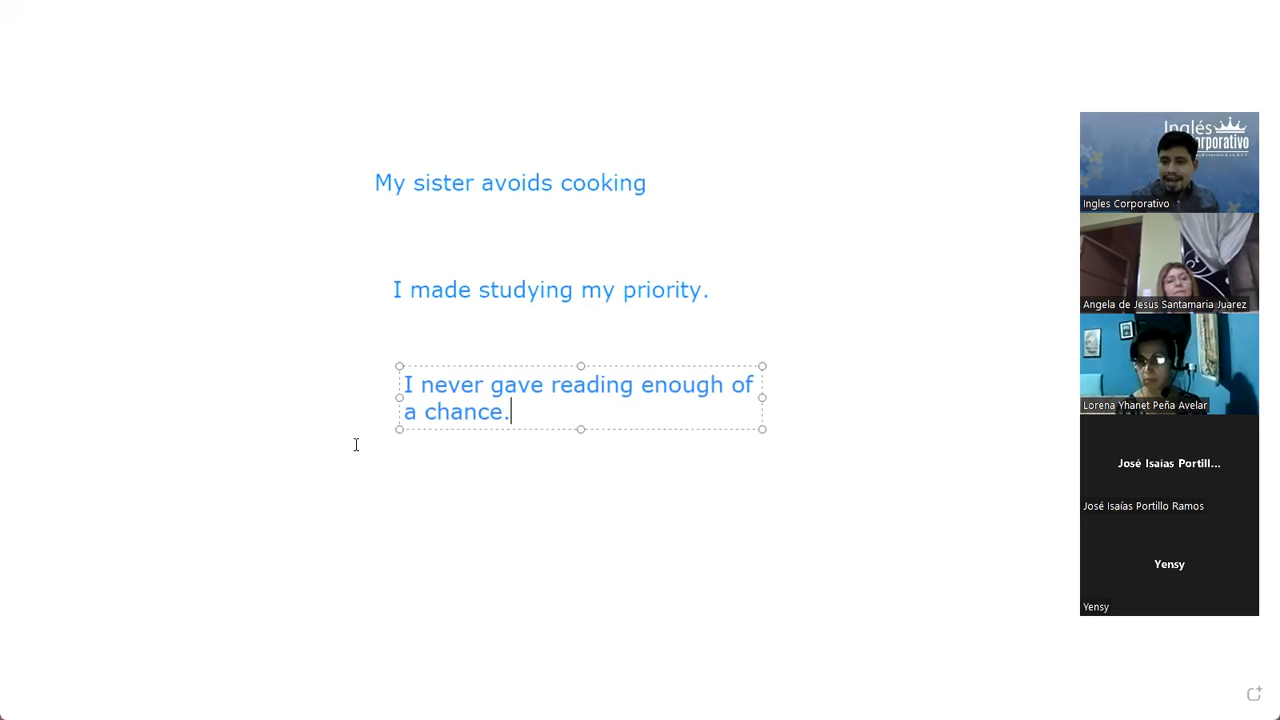 My sister avoids cooking
I made studying my priority.
I never gave reading enough of
a chance.
Inglés
Corporativo
Ingles Corporativo
Angela de Jesus Santamaria Juarez
Lorena Yhanet Peña Avelar
José Isaías Portill...
José Isaías Portillo Ramos
Yensy
Yensy